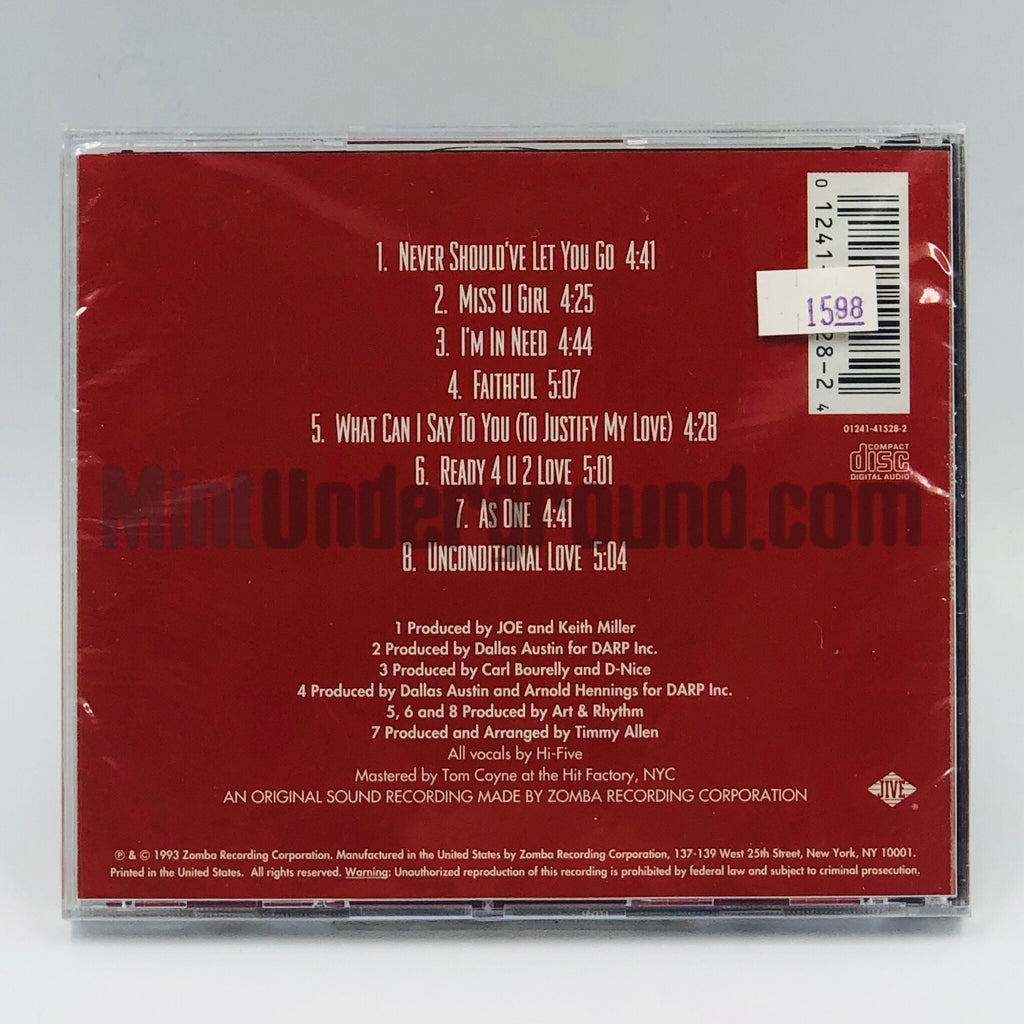 1. NEVER SHOULD'VE LET YOU GO 4:41
2. MISS U GIRL 4:25
3. I'M IN NEED 4:44
4. FAITHFUL 5:07
5. WHAT CAN I SAY TO YOU (TO JUSTIFY MY LOVE) 4:28
6. READY 4 U 2 LOVE 5:01
7. AS ONE 4:41
8. UNCONDITIONAL LOVE 5:04
0 1241
28-2 4
1598
01241-41528-2
COMPACT
disc
DIGITAL AUDIO
MintUnderground.com
1 Produced by JOE and Keith Miller
2 Produced by Dallas Austin for DARP Inc.
3 Produced by Carl Bourelly and D-Nice
4 Produced by Dallas Austin and Arnold Hennings for DARP Inc.
5, 6 and 8 Produced by Art & Rhythm
7 Produced and Arranged by Timmy Allen
All vocals by Hi-Five
Mastered by Tom Coyne at the Hit Factory, NYC
AN ORIGINAL SOUND RECORDING MADE BY ZOMBA RECORDING CORPORATION
JIVE ®
℗ & © 1993 Zomba Recording Corporation. Manufactured in the United States by Zomba Recording Corporation, 137-139 West 25th Street, New York, NY 10001.
Printed in the United States. All rights reserved. Warning: Unauthorized reproduction of this recording is prohibited by federal law and subject to criminal prosecution.